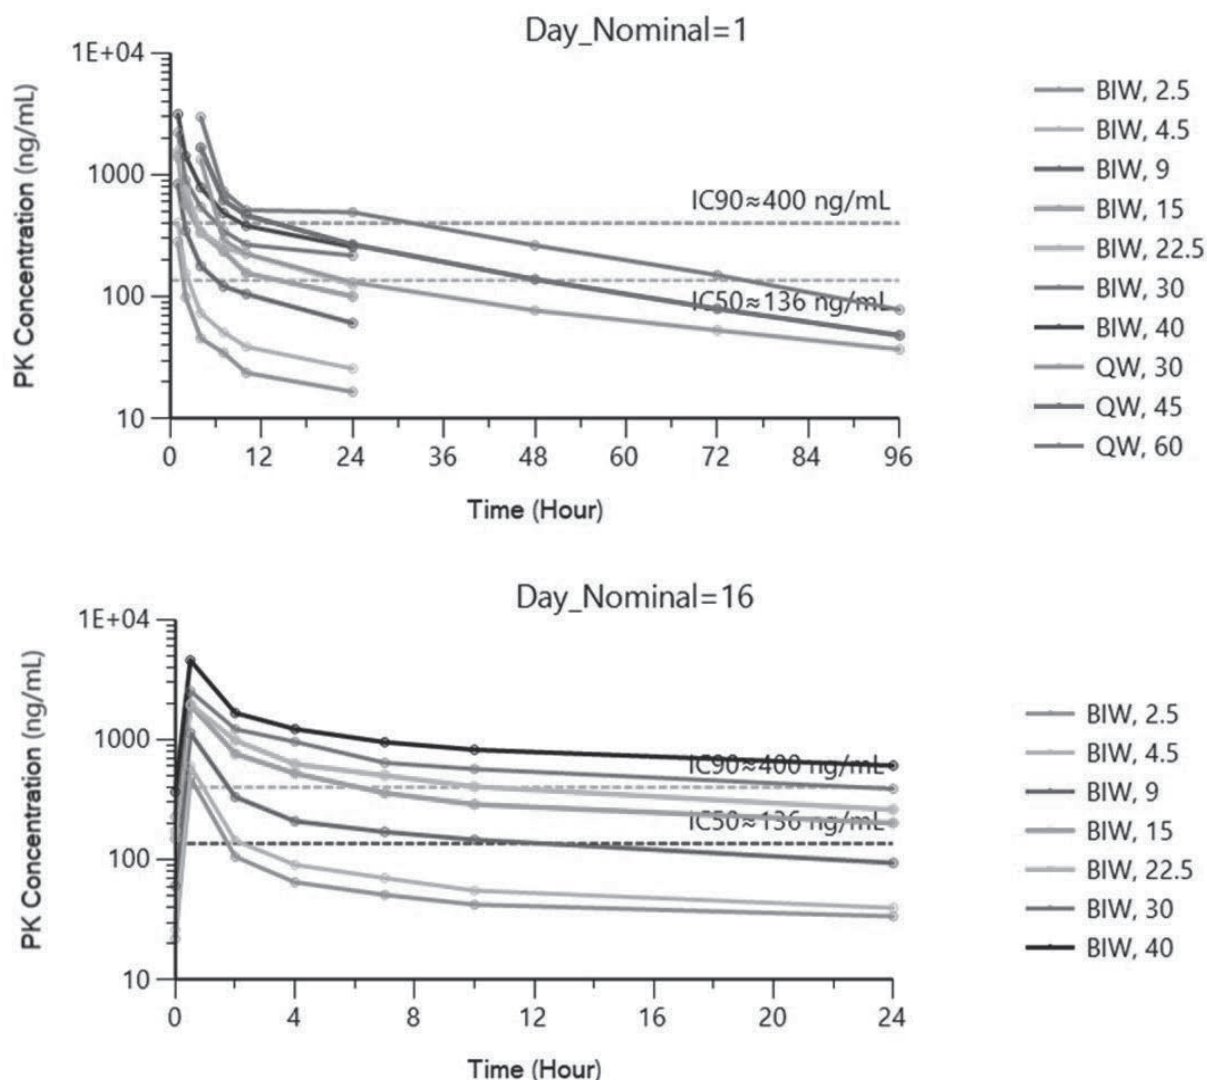 Day_Nominal=1
1E+04
1000
100
10
PK Concentration (ng/mL)
IC90≈400 ng/mL
IC50≈136 ng/mL
0 12 24 36 48 60 72 84 96
Time (Hour)
BIW, 2.5
BIW, 4.5
BIW, 9
BIW, 15
BIW, 22.5
BIW, 30
BIW, 40
QW, 30
QW, 45
QW, 60
Day_Nominal=16
1E+04
1000
100
10
PK Concentration (ng/mL)
IC90≈400 ng/mL
IC50≈136 ng/mL
0 4 8 12 16 20 24
Time (Hour)
BIW, 2.5
BIW, 4.5
BIW, 9
BIW, 15
BIW, 22.5
BIW, 30
BIW, 40